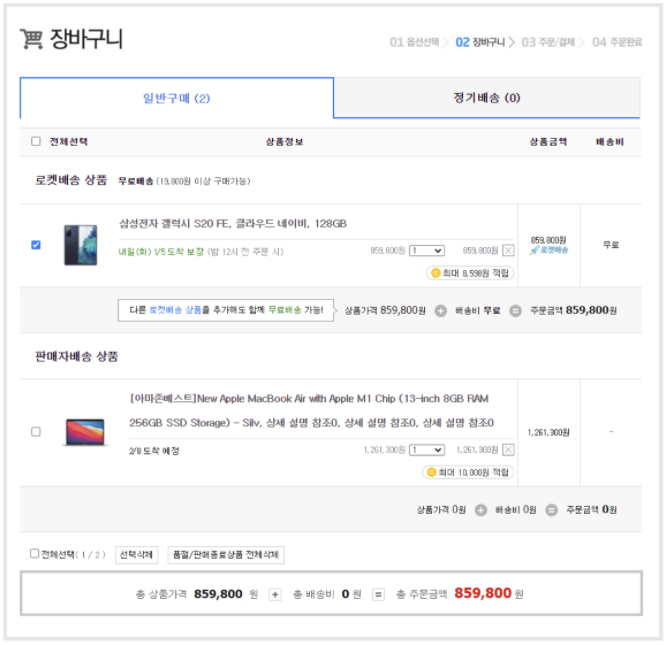 장바구니
01 옵션선택 > 02 장바구니 > 03 주문/결제 > 04 주문완료
일반구매 (2)
정기배송 (0)
전체선택 상품정보 상품금액 배송비
로켓배송 상품 무료배송 (19,800원 이상 구매가능)
삼성전자 갤럭시 S20 FE, 클라우드 네이비, 128GB
내일(화) 1/5 도착 보장 (밤 12시 전 주문 시) 859,800원 1 859,800원
859,800원
로켓배송
무료
최대 8,598원 적립
다른 로켓배송 상품을 추가해도 함께 무료배송 가능! 상품가격 859,800원 + 배송비 무료 = 주문금액 859,800원
판매자배송 상품
[아마존베스트]New Apple MacBook Air with Apple M1 Chip (13-inch 8GB RAM
256GB SSD Storage) - Silv, 상세 설명 참조0, 상세 설명 참조0, 상세 설명 참조0
1,261,300원 -
2/8 도착 예정 1,261,300원 1 1,261,300원
최대 10,000원 적립
상품가격 0원 + 배송비 0원 = 주문금액 0원
전체선택( 1 / 2 ) 선택삭제 품절/판매종료상품 전체삭제
총 상품가격 859,800 원 + 총 배송비 0 원 = 총 주문금액 859,800 원